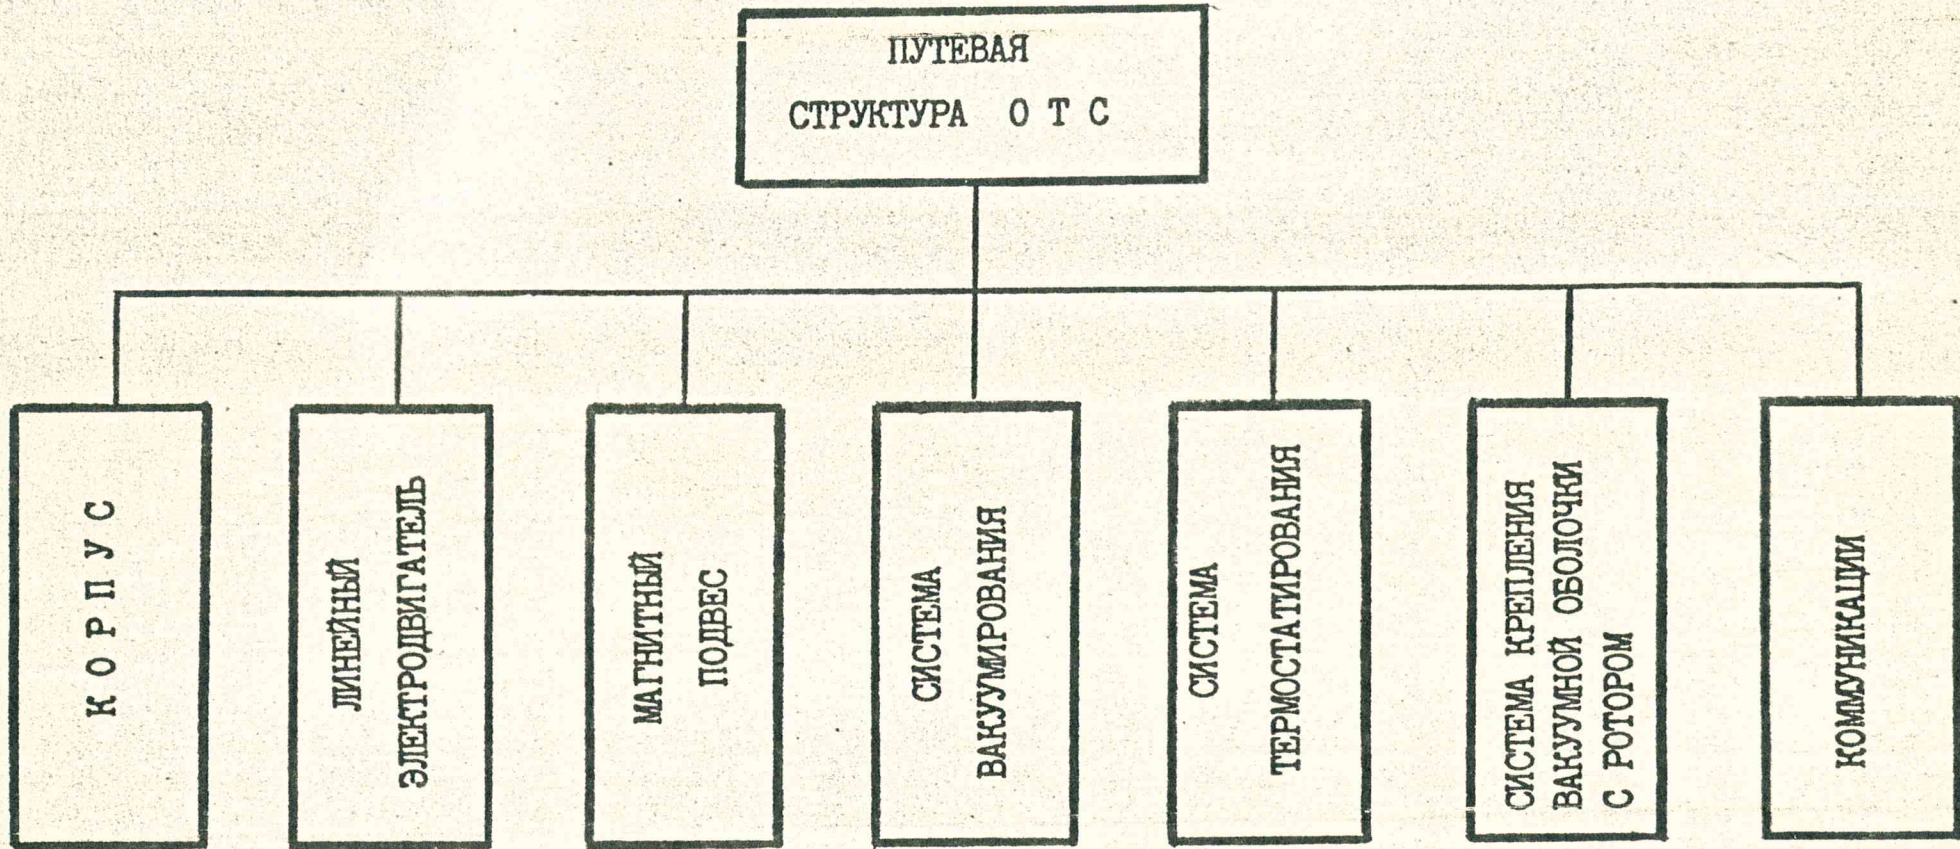 ПУТЕВАЯ
СТРУКТУРА О Т С
К О Р П У С
ЛИНЕЙНЫЙ
ЭЛЕКТРОДВИГАТЕЛЬ
МАГНИТНЫЙ
ПОДВЕС
СИСТЕМА
ВАКУУМИРОВАНИЯ
СИСТЕМА
ТЕРМОСТАТИРОВАНИЯ
СИСТЕМА КРЕПЛЕНИЯ
ВАКУУМНОЙ ОБОЛОЧКИ
С РОТОРОМ
КОММУНИКАЦИИ